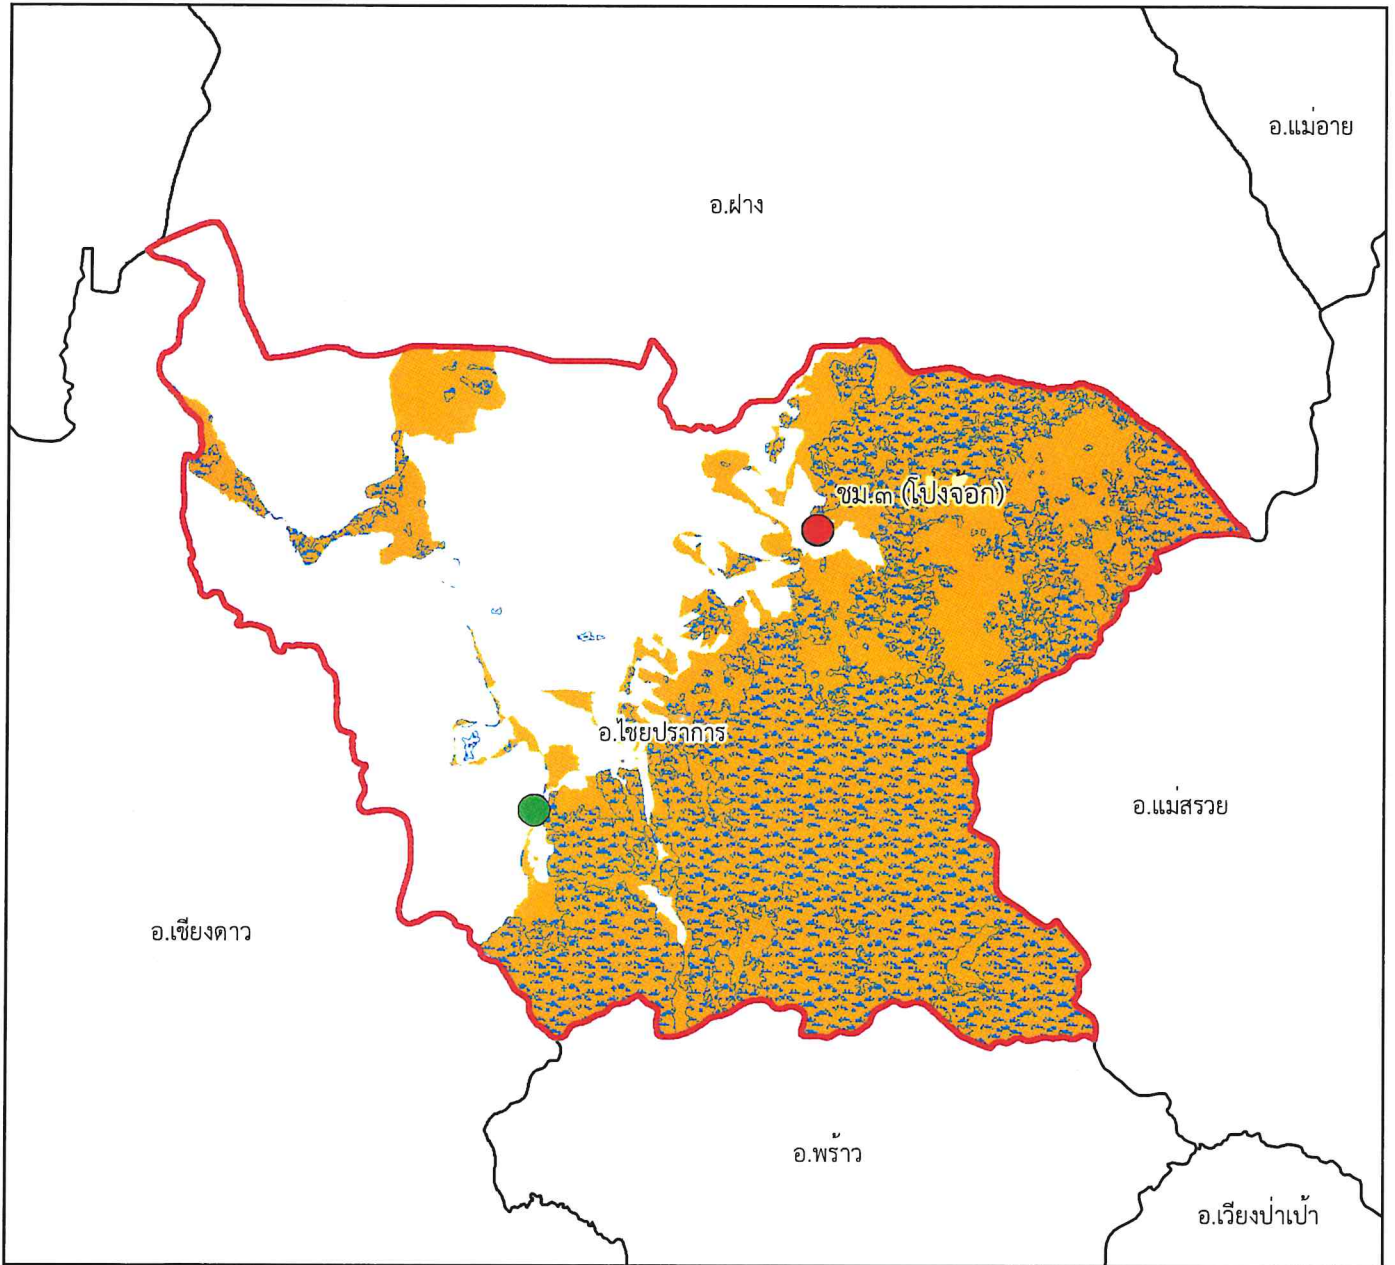 อ.แม่อาย
อ.ฝาง
ชม.๓ (โป่งจ้อก)
อ.ไชยปราการ
อ.แม่สรวย
อ.เชียงดาว
อ.พร้าว
อ.เวียงป่าเป้า